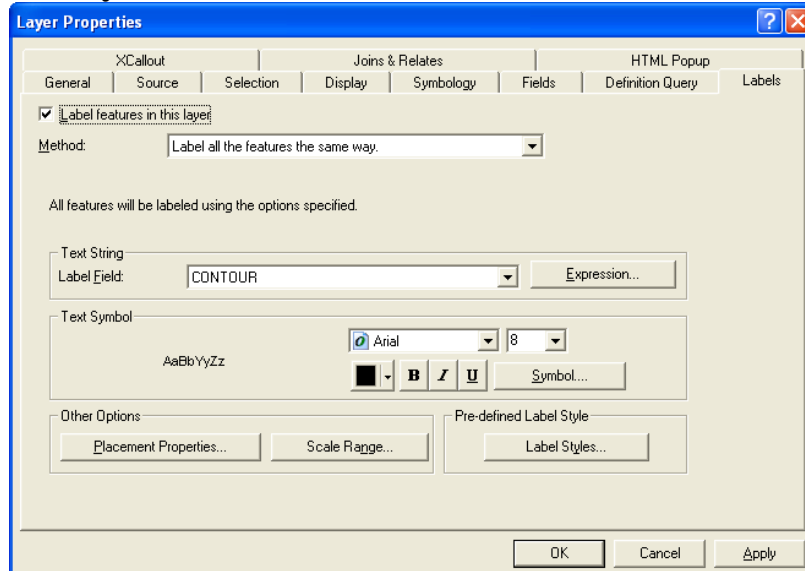 Layer Properties
XCallout Joins & Relates HTML Popup
General Source Selection Display Symbology Fields Definition Query Labels
Label features in this layer
Method: Label all the features the same way.
All features will be labeled using the options specified.
Text String
Label Field: CONTOUR Expression...
Text Symbol
AaBbYyZz
Arial 8
B I U Symbol...
Other Options Pre-defined Label Style
Placement Properties... Scale Range... Label Styles...
OK Cancel Apply